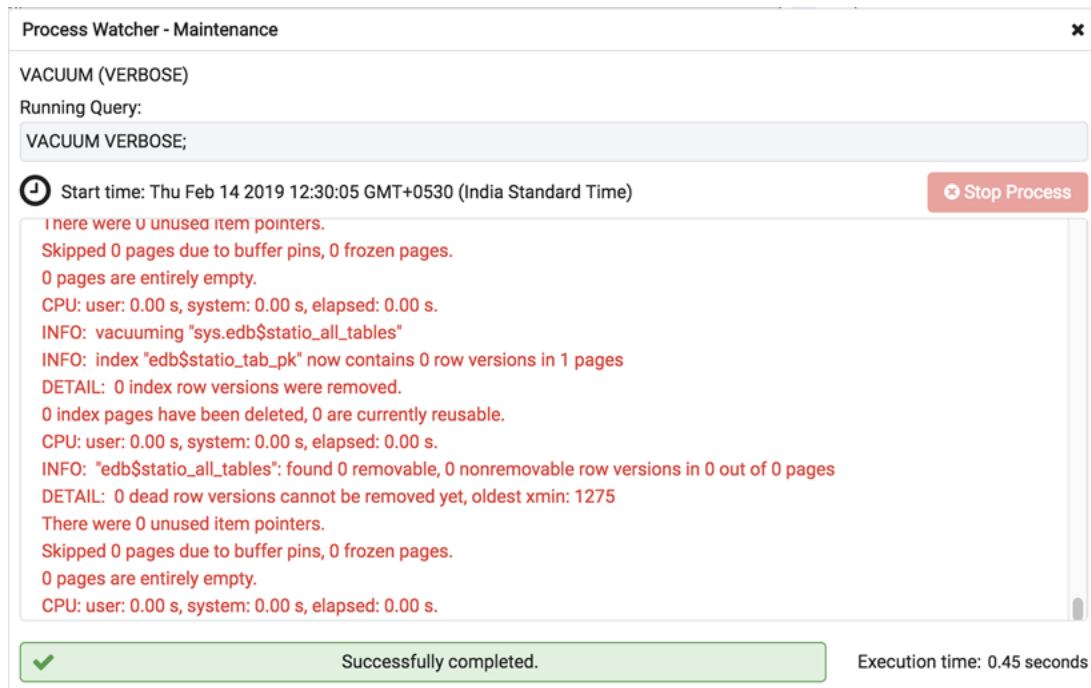 Process Watcher - Maintenance
VACUUM (VERBOSE)
Running Query:
VACUUM VERBOSE;
Start time: Thu Feb 14 2019 12:30:05 GMT+0530 (India Standard Time)
Stop Process
There were 0 unused item pointers.
Skipped 0 pages due to buffer pins, 0 frozen pages.
0 pages are entirely empty.
CPU: user: 0.00 s, system: 0.00 s, elapsed: 0.00 s.
INFO:  vacuuming "sys.edb$statio_all_tables"
INFO:  index "edb$statio_tab_pk" now contains 0 row versions in 1 pages
DETAIL:  0 index row versions were removed.
0 index pages have been deleted, 0 are currently reusable.
CPU: user: 0.00 s, system: 0.00 s, elapsed: 0.00 s.
INFO:  "edb$statio_all_tables": found 0 removable, 0 nonremovable row versions in 0 out of 0 pages
DETAIL:  0 dead row versions cannot be removed yet, oldest xmin: 1275
There were 0 unused item pointers.
Skipped 0 pages due to buffer pins, 0 frozen pages.
0 pages are entirely empty.
CPU: user: 0.00 s, system: 0.00 s, elapsed: 0.00 s.
Successfully completed.
Execution time: 0.45 seconds